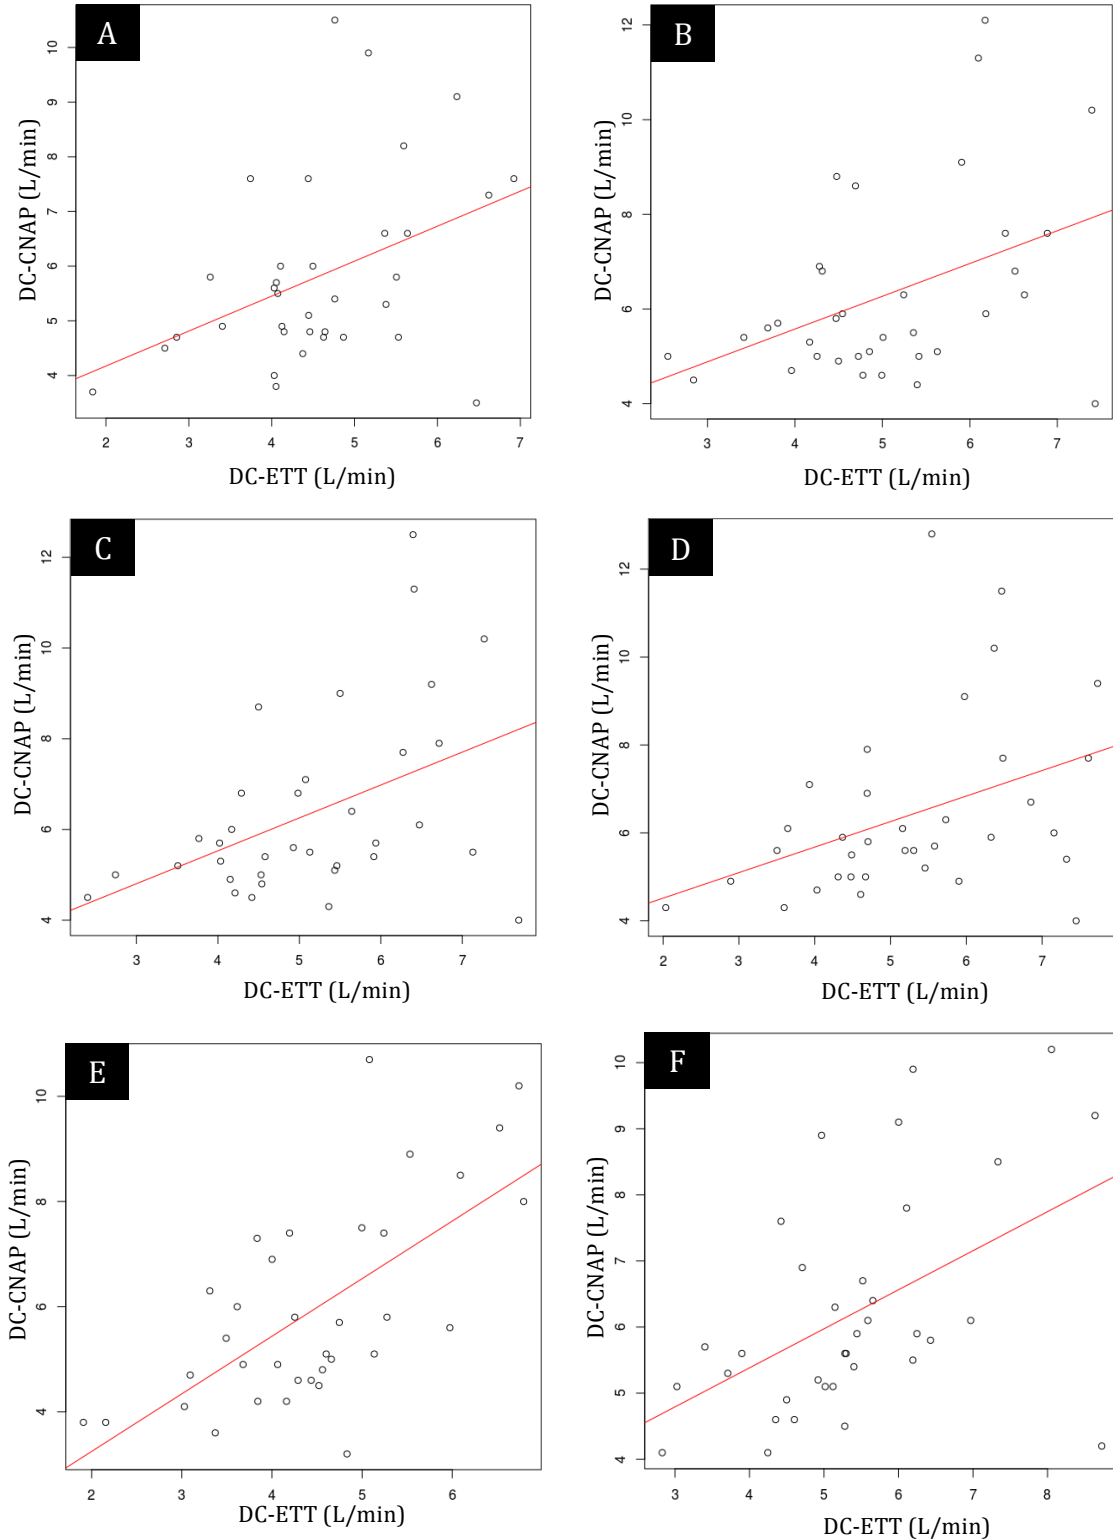 A
DC-CNAP (L/min)
4 5 6 7 8 9 10
2 3 4 5 6 7
DC-ETT (L/min)
B
DC-CNAP (L/min)
4 6 8 10 12
3 4 5 6 7
DC-ETT (L/min)
C
DC-CNAP (L/min)
4 6 8 10 12
3 4 5 6 7
DC-ETT (L/min)
D
DC-CNAP (L/min)
4 6 8 10 12
2 3 4 5 6 7
DC-ETT (L/min)
E
DC-CNAP (L/min)
4 6 8 10
2 3 4 5 6
DC-ETT (L/min)
F
DC-CNAP (L/min)
4 5 6 7 8 9 10
3 4 5 6 7 8
DC-ETT (L/min)